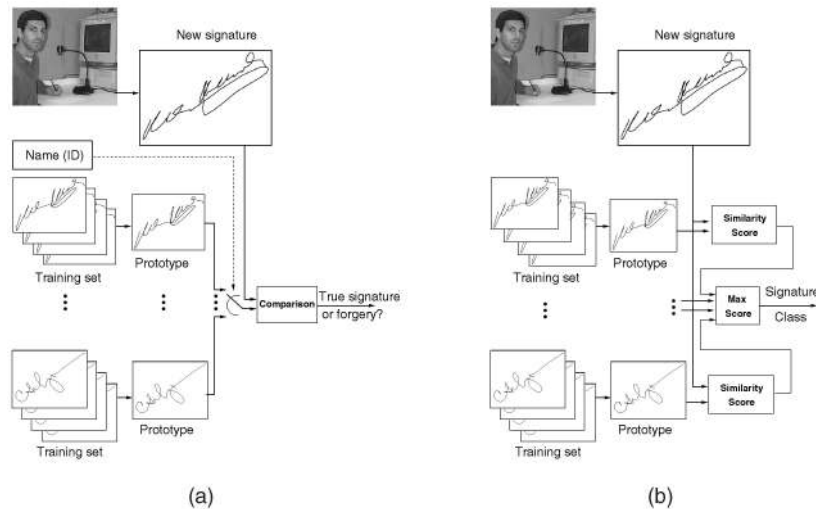 New signature
Name (ID)
Training set
Prototype
Comparison
True signature
or forgery?
Training set
Prototype
(a)
New signature
Training set
Prototype
Similarity
Score
Max
Score
Signature
Class
Training set
Prototype
Similarity
Score
(b)